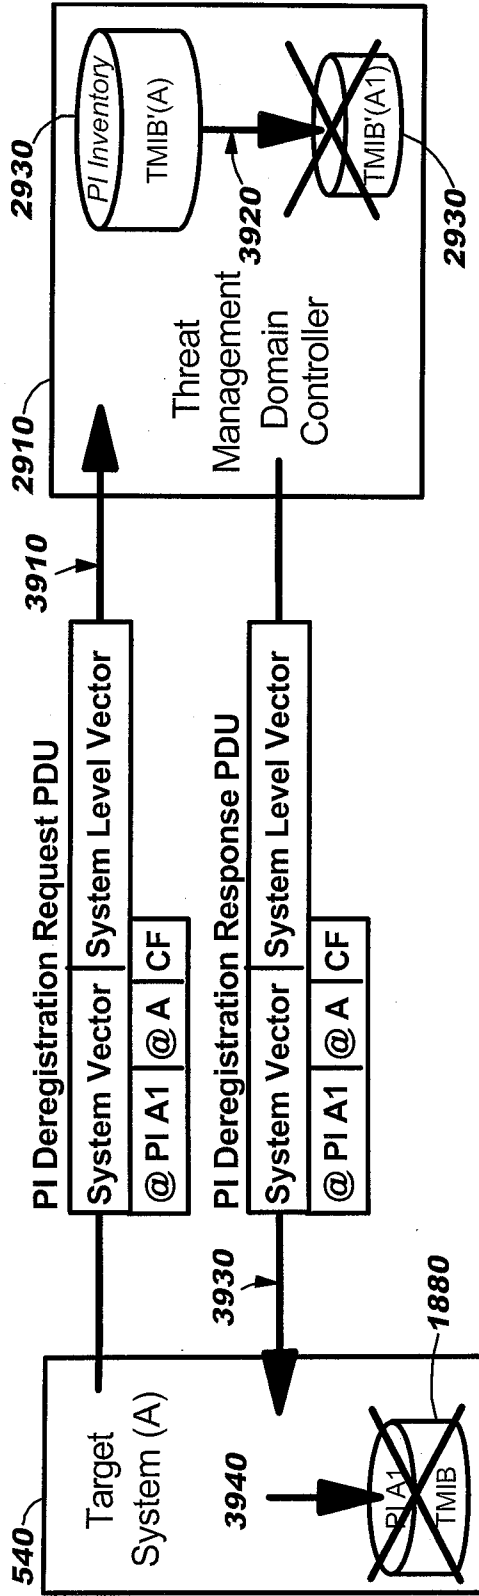 540
Target
System (A)
3940
PI A1
TMIB
1880
PI Deregistration Request PDU
System Vector System Level Vector
@ PI A1 @ A CF
3910
PI Deregistration Response PDU
System Vector System Level Vector
@ PI A1 @ A CF
3930
2910
Threat
Management
Domain
Controller
2930
PI Inventory
TMIB'(A)
3920
TMIB'(A1)
2930